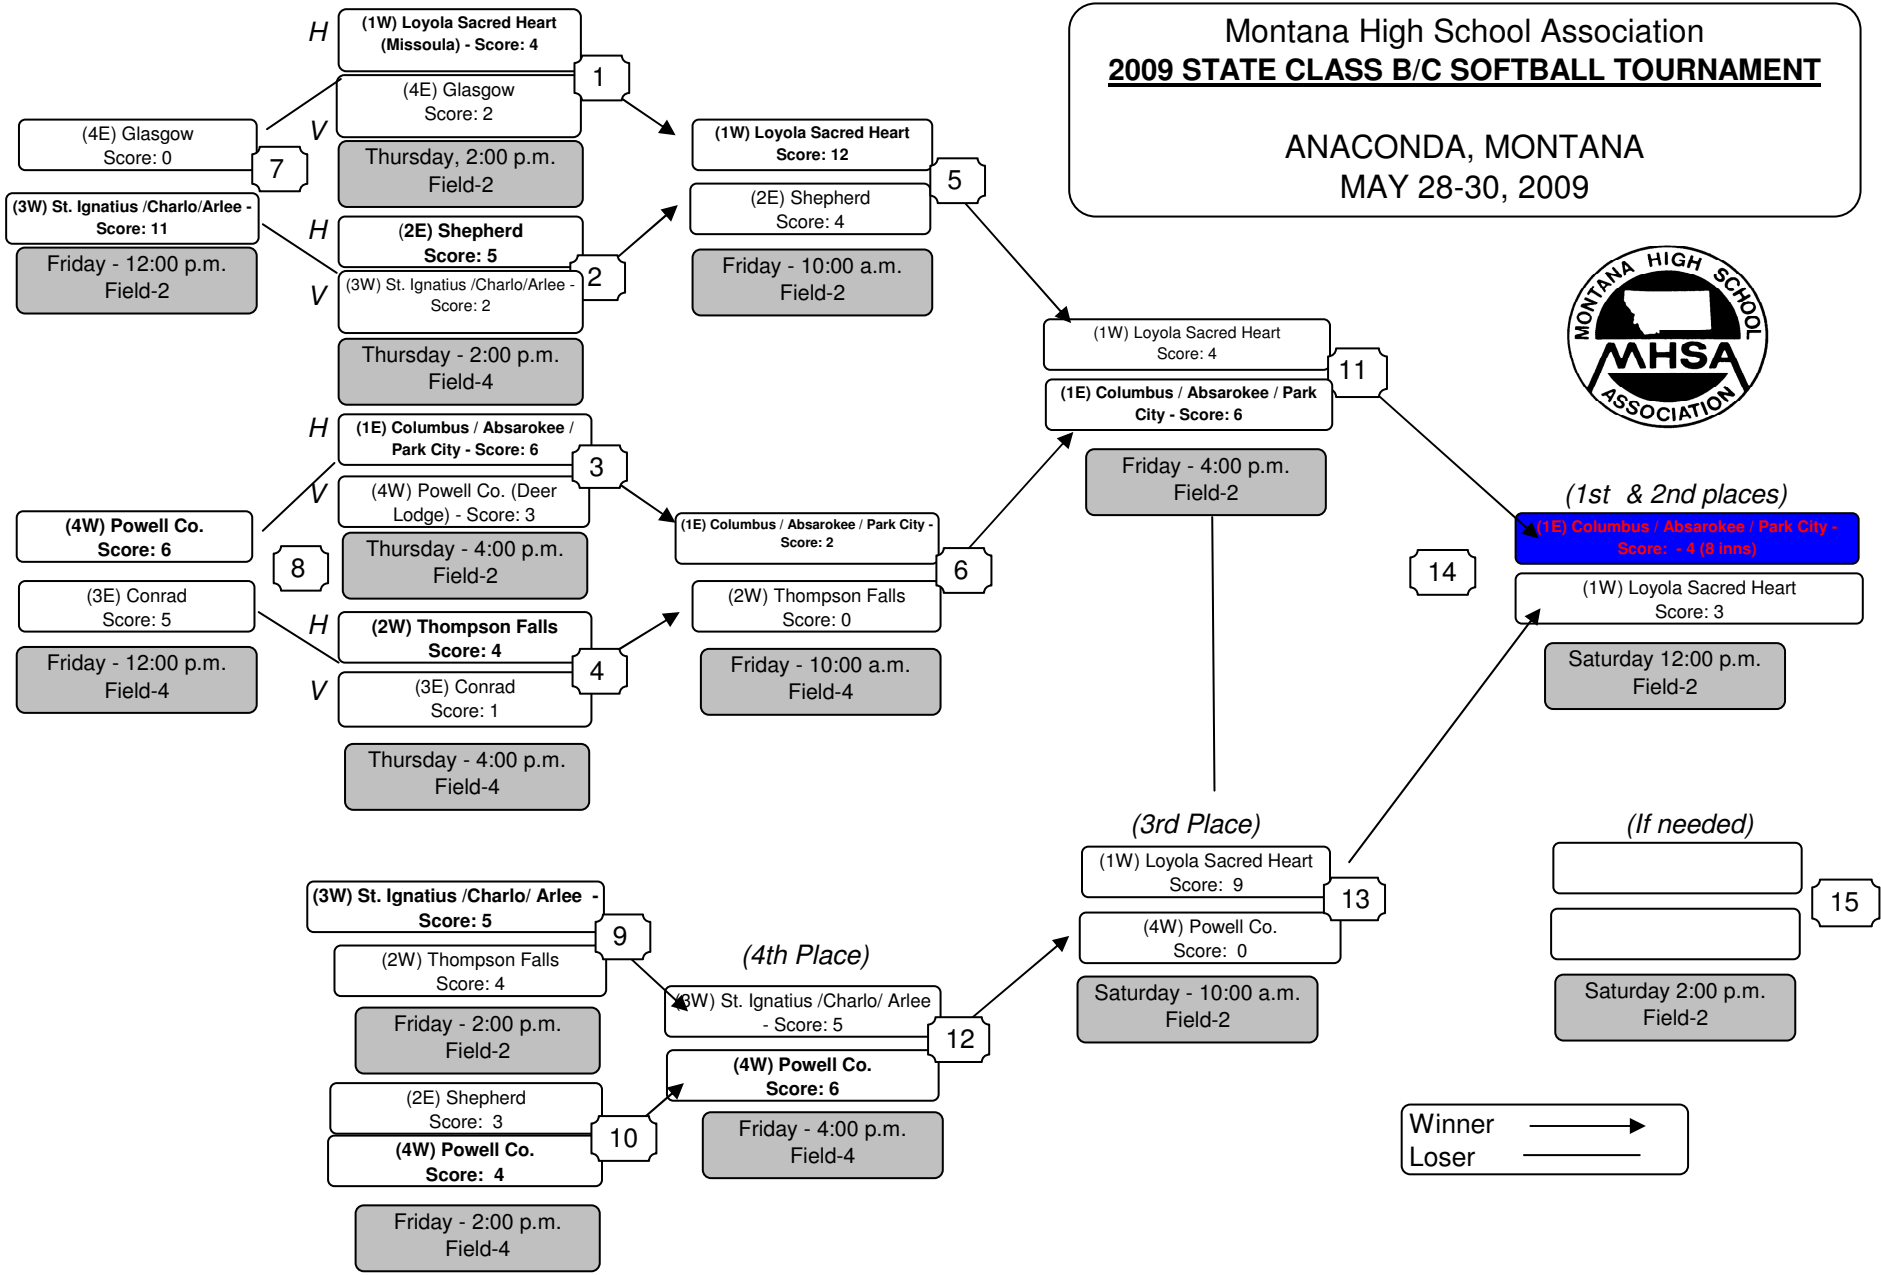 Montana High School Association
2009 STATE CLASS B/C SOFTBALL TOURNAMENT
ANACONDA, MONTANA
MAY 28-30, 2009
MONTANA HIGH SCHOOL
MHSA
ASSOCIATION
H
(1W) Loyola Sacred Heart
(Missoula) - Score: 4
1
(4E) Glasgow
Score: 2
V
Thursday, 2:00 p.m.
Field-2
(4E) Glasgow
Score: 0
7
(3W) St. Ignatius /Charlo/Arlee -
Score: 11
Friday - 12:00 p.m.
Field-2
H
(2E) Shepherd
Score: 5
2
V
(3W) St. Ignatius /Charlo/Arlee -
Score: 2
Thursday - 2:00 p.m.
Field-4
(1W) Loyola Sacred Heart
Score: 12
5
(2E) Shepherd
Score: 4
Friday - 10:00 a.m.
Field-2
H
(1E) Columbus / Absarokee /
Park City - Score: 6
3
V
(4W) Powell Co. (Deer
Lodge) - Score: 3
Thursday - 4:00 p.m.
Field-2
(4W) Powell Co.
Score: 6
8
(3E) Conrad
Score: 5
Friday - 12:00 p.m.
Field-4
H
(2W) Thompson Falls
Score: 4
4
V
(3E) Conrad
Score: 1
Thursday - 4:00 p.m.
Field-4
(1E) Columbus / Absarokee / Park City -
Score: 2
6
(2W) Thompson Falls
Score: 0
Friday - 10:00 a.m.
Field-4
(1W) Loyola Sacred Heart
Score: 4
11
(1E) Columbus / Absarokee / Park
City - Score: 6
Friday - 4:00 p.m.
Field-2
(1st & 2nd places)
(1E) Columbus / Absarokee / Park City -
Score: - 4 (8 inns)
14
(1W) Loyola Sacred Heart
Score: 3
Saturday 12:00 p.m.
Field-2
(3W) St. Ignatius /Charlo/ Arlee -
Score: 5
9
(2W) Thompson Falls
Score: 4
Friday - 2:00 p.m.
Field-2
(2E) Shepherd
Score: 3
10
(4W) Powell Co.
Score: 4
Friday - 2:00 p.m.
Field-4
(4th Place)
(3W) St. Ignatius /Charlo/ Arlee
- Score: 5
12
(4W) Powell Co.
Score: 6
Friday - 4:00 p.m.
Field-4
(3rd Place)
(1W) Loyola Sacred Heart
Score: 9
13
(4W) Powell Co.
Score: 0
Saturday - 10:00 a.m.
Field-2
(If needed)
15
Saturday 2:00 p.m.
Field-2
Winner
Loser